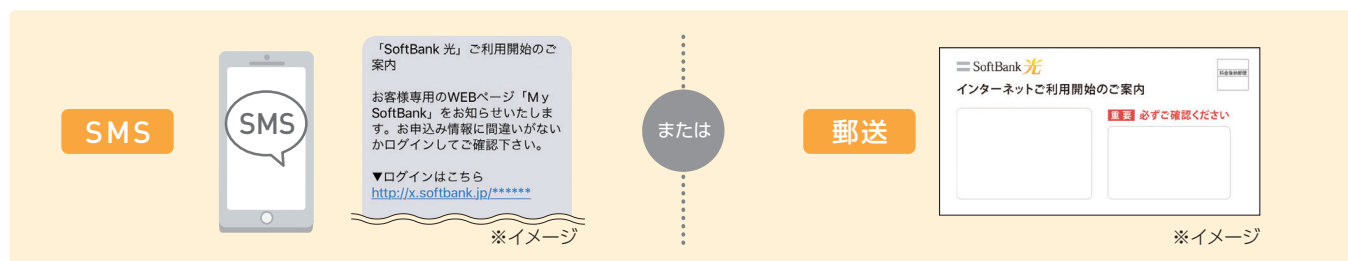 SMS
SMS
「SoftBank 光」ご利用開始のご
案内
お客様専用のWEBページ「My
SoftBank」をお知らせいたしま
す。お申込み情報に間違いがない
かログインしてご確認下さい。
▼ログインはこちら
http://x.softbank.jp/******
※イメージ
または
郵送
SoftBank 光
料金後納郵便
インターネットご利用開始のご案内
重要 必ずご確認ください
※イメージ